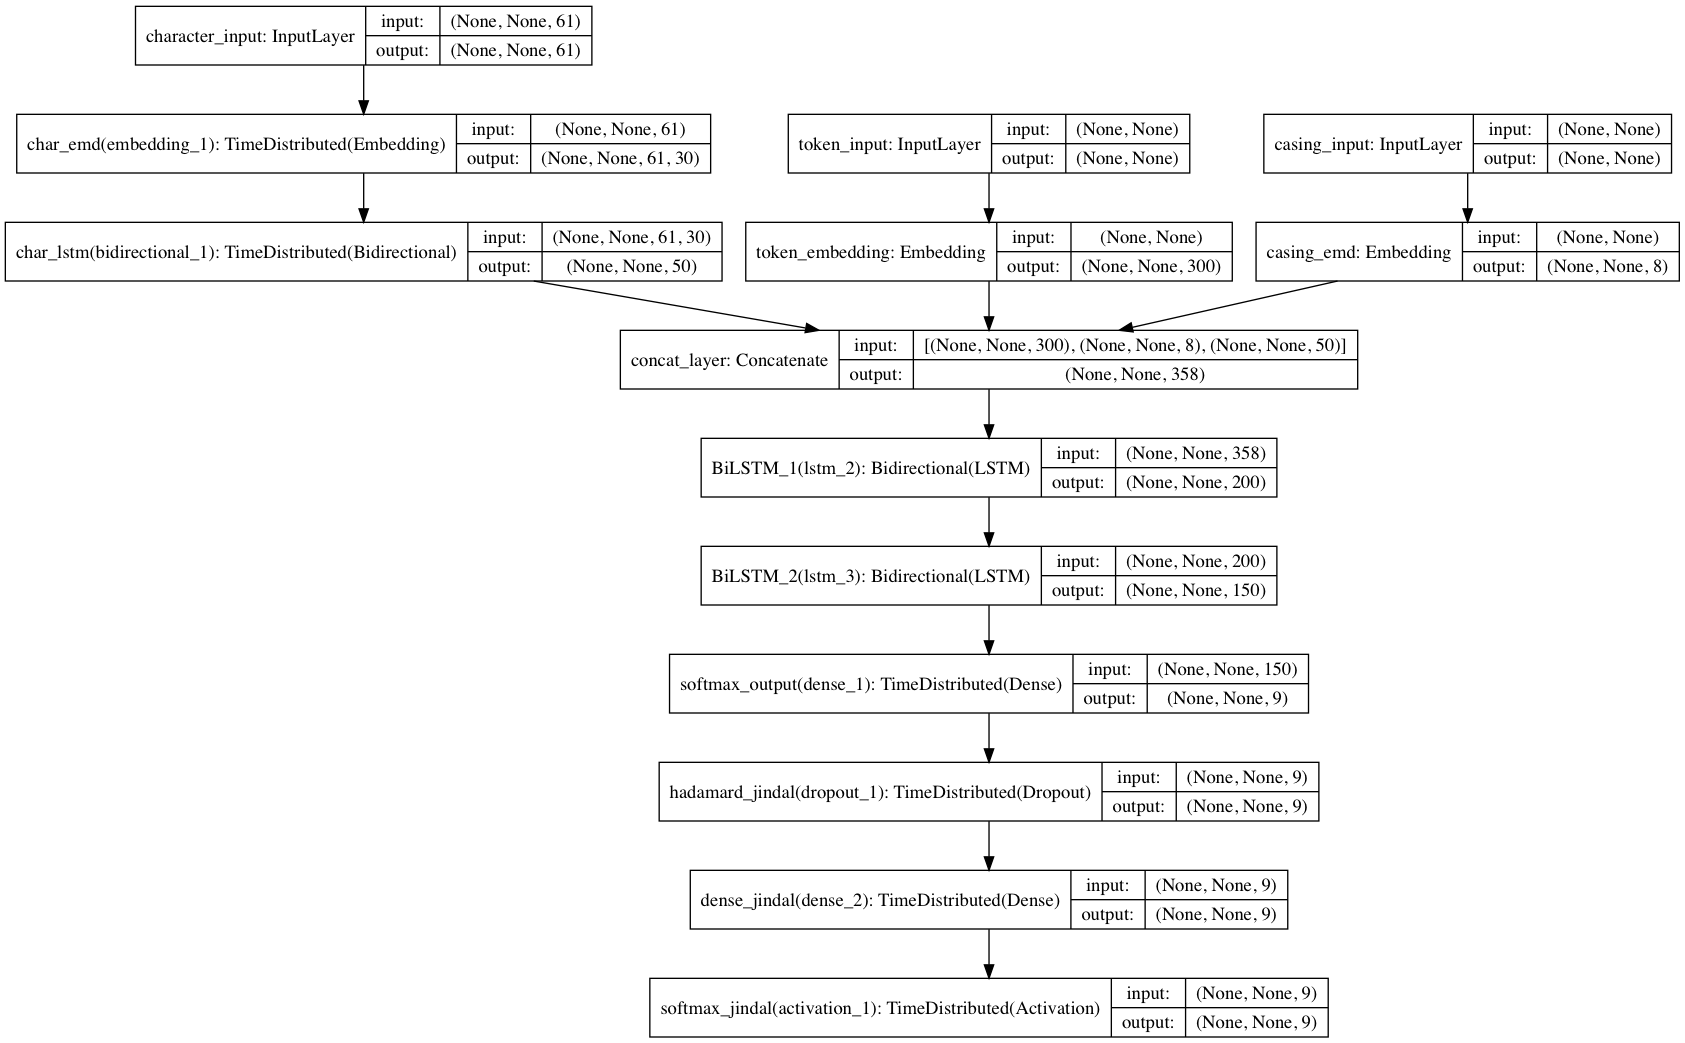 character_input: InputLayer input: (None, None, 61)
output: (None, None, 61)
char_emd(embedding_1): TimeDistributed(Embedding) input: (None, None, 61)
output: (None, None, 61, 30)
token_input: InputLayer input: (None, None)
output: (None, None)
casing_input: InputLayer input: (None, None)
output: (None, None)
char_lstm(bidirectional_1): TimeDistributed(Bidirectional) input: (None, None, 61, 30)
output: (None, None, 50)
token_embedding: Embedding input: (None, None)
output: (None, None, 300)
casing_emd: Embedding input: (None, None)
output: (None, None, 8)
concat_layer: Concatenate input: [(None, None, 300), (None, None, 8), (None, None, 50)]
output: (None, None, 358)
BiLSTM_1(lstm_2): Bidirectional(LSTM) input: (None, None, 358)
output: (None, None, 200)
BiLSTM_2(lstm_3): Bidirectional(LSTM) input: (None, None, 200)
output: (None, None, 150)
softmax_output(dense_1): TimeDistributed(Dense) input: (None, None, 150)
output: (None, None, 9)
hadamard_jindal(dropout_1): TimeDistributed(Dropout) input: (None, None, 9)
output: (None, None, 9)
dense_jindal(dense_2): TimeDistributed(Dense) input: (None, None, 9)
output: (None, None, 9)
softmax_jindal(activation_1): TimeDistributed(Activation) input: (None, None, 9)
output: (None, None, 9)